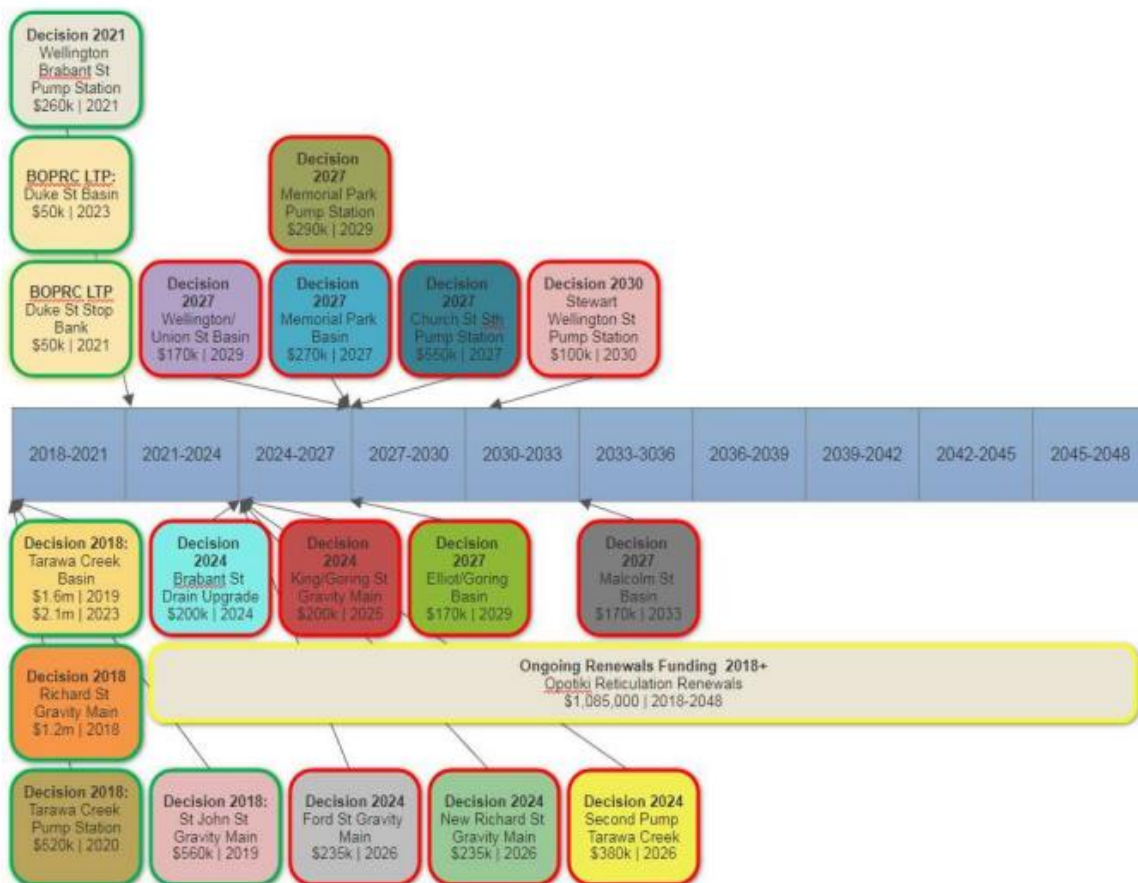 Decision 2021
Wellington
Brabant St
Pump Station
$260k | 2021
BOPRC LTP:
Duke St Basin
$50k | 2023
Decision
2027
Memorial Park
Pump Station
$290k | 2029
BOPRC LTP
Duke St Stop
Bank
$50k | 2021
Decision
2027
Wellington/
Union St Basin
$170k | 2029
Decision
2027
Memorial Park
Basin
$270k | 2027
Decision
2027
Church St Sth
Pump Station
$550k | 2027
Decision 2030
Stewart
Wellington St
Pump Station
$100k | 2030
2018-2021
2021-2024
2024-2027
2027-2030
2030-2033
2033-3036
2036-2039
2039-2042
2042-2045
2045-2048
Decision 2018:
Tarawa Creek
Basin
$1.6m | 2019
$2.1m | 2023
Decision
2024
Brabant St
Drain Upgrade
$200k | 2024
Decision
2024
King/Goring St
Gravity Main
$200k | 2025
Decision
2027
Elliot/Goring
Basin
$170k | 2029
Decision
2027
Malcolm St
Basin
$170k | 2033
Ongoing Renewals Funding 2018+
Opotiki Reticulation Renewals
$1,085,000 | 2018-2048
Decision 2018
Richard St
Gravity Main
$1.2m | 2018
Decision 2018:
Tarawa Creek
Pump Station
$520k | 2020
Decision 2018:
St John St
Gravity Main
$560k | 2019
Decision 2024
Ford St Gravity
Main
$235k | 2026
Decision 2024
New Richard St
Gravity Main
$235k | 2026
Decision 2024
Second Pump
Tarawa Creek
$380k | 2026